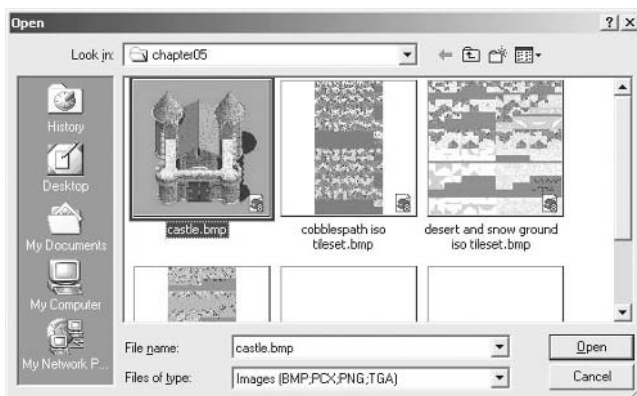 Open
Look in:
chapter05
History
Desktop
My Documents
My Computer
My Network P...
castle.bmp
cobblepath iso
tileset.bmp
desert and snow ground
iso tileset.bmp
File name:
castle.bmp
Open
Files of type:
Images (BMP;PCX;PNG;TGA)
Cancel